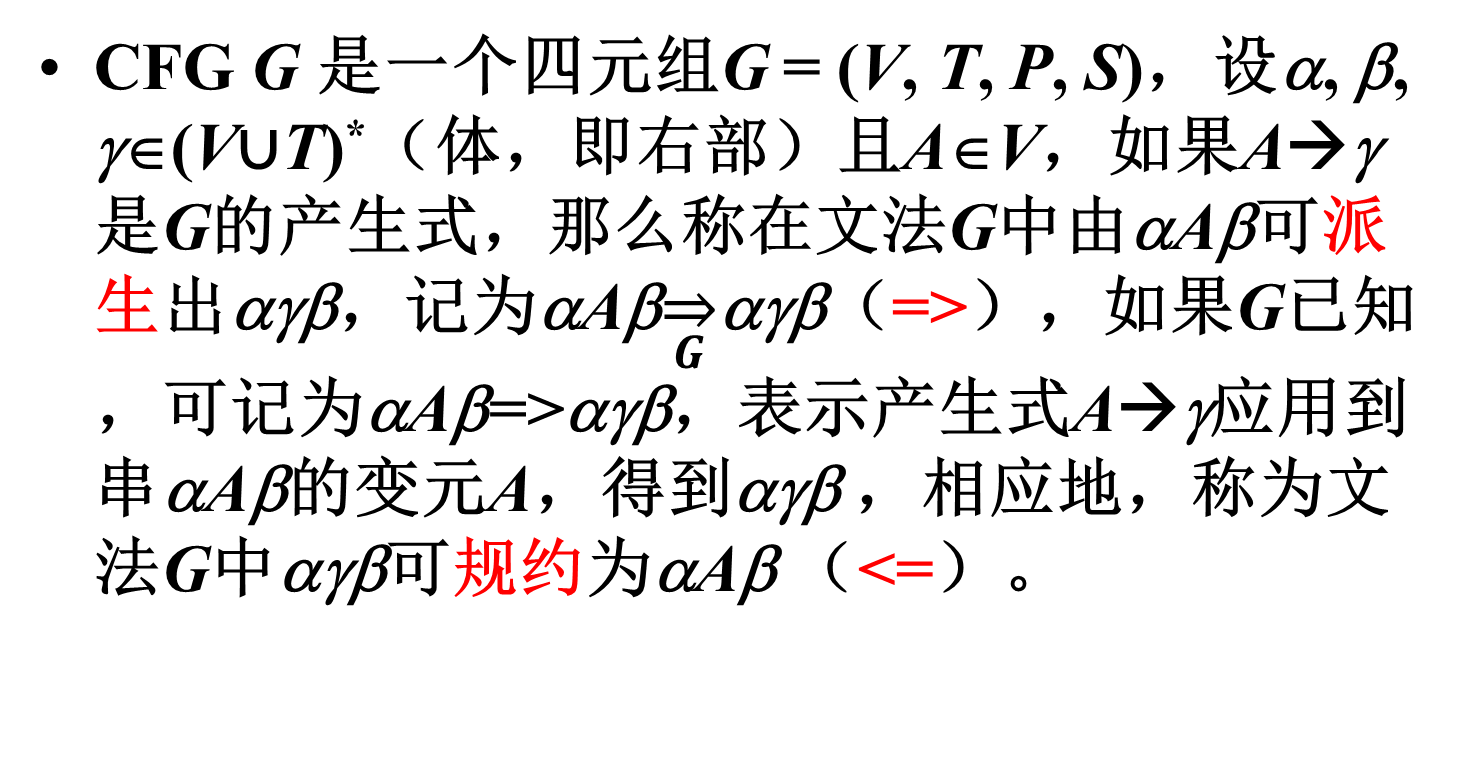 • CFG G 是一个四元组G = (V, T, P, S)，设α, β,
γ∈(V∪T)*（体，即右部）且A∈V，如果A→γ
是G的产生式，那么称在文法G中由αAβ可派
生出αγβ，记为αAβ⇒αγβ（=>），如果G已知
G
，可记为αAβ=>αγβ，表示产生式A→γ应用到
串αAβ的变元A，得到αγβ，相应地，称为文
法G中αγβ可规约为αAβ（<=）。